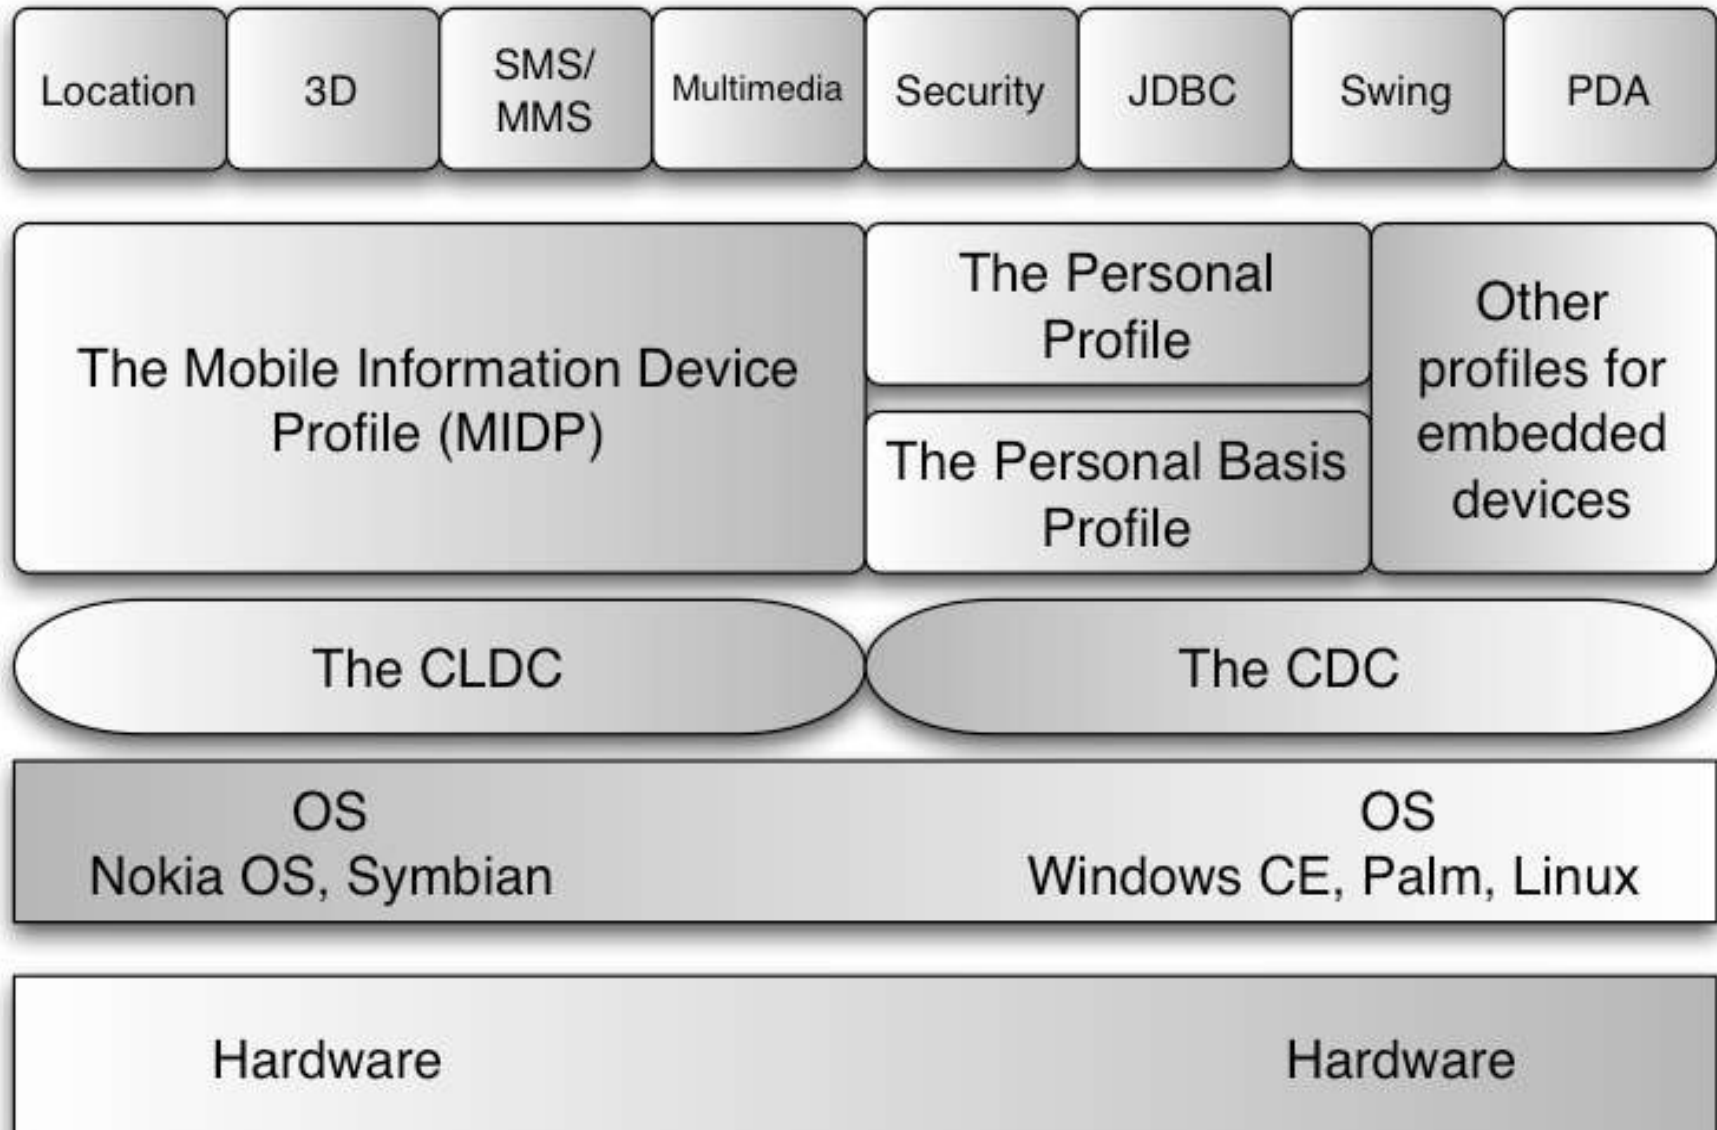 Location
3D
SMS/
MMS
Multimedia
Security
JDBC
Swing
PDA
The Mobile Information Device
Profile (MIDP)
The Personal
Profile
The Personal Basis
Profile
Other
profiles for
embedded
devices
The CLDC
The CDC
OS
Nokia OS, Symbian
OS
Windows CE, Palm, Linux
Hardware
Hardware